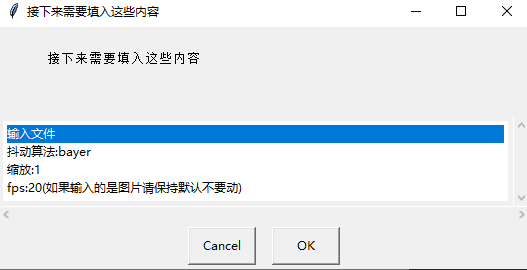 接下来需要填入这些内容
接下来需要填入这些内容
输入文件
抖动算法:bayer
缩放:1
fps:20(如果输入的是图片请保持默认不要动)
Cancel
OK